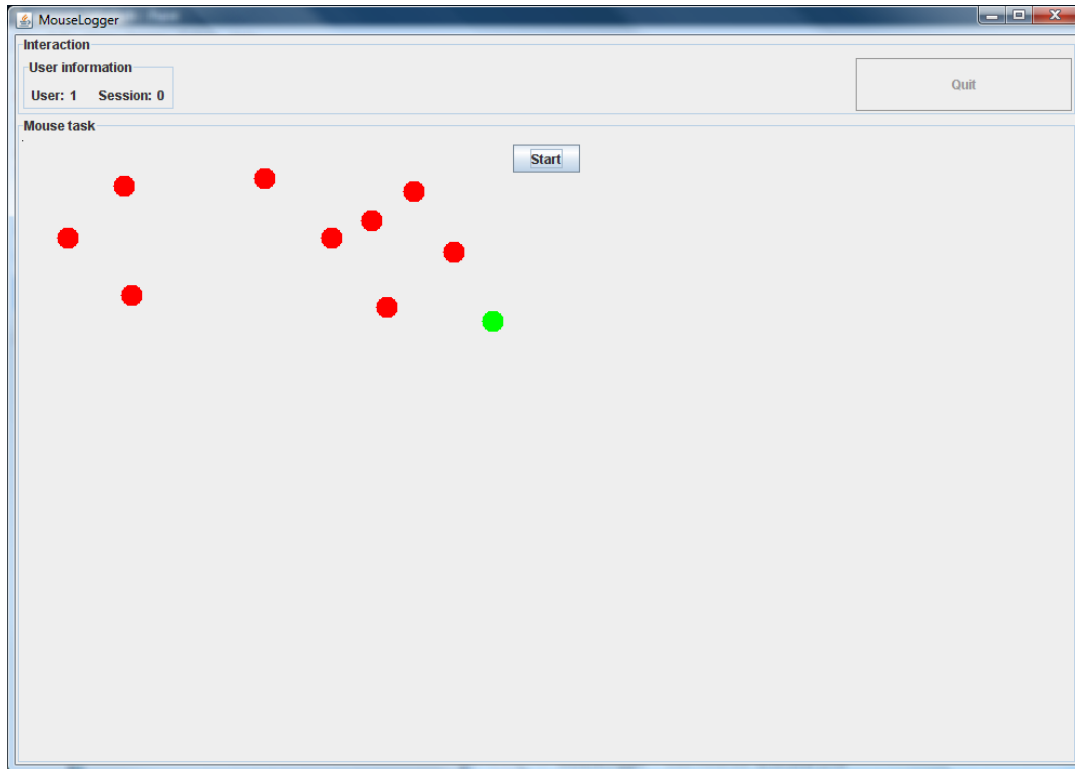 MouseLogger
Interaction
User information
User: 1 Session: 0
Quit
Mouse task
Start